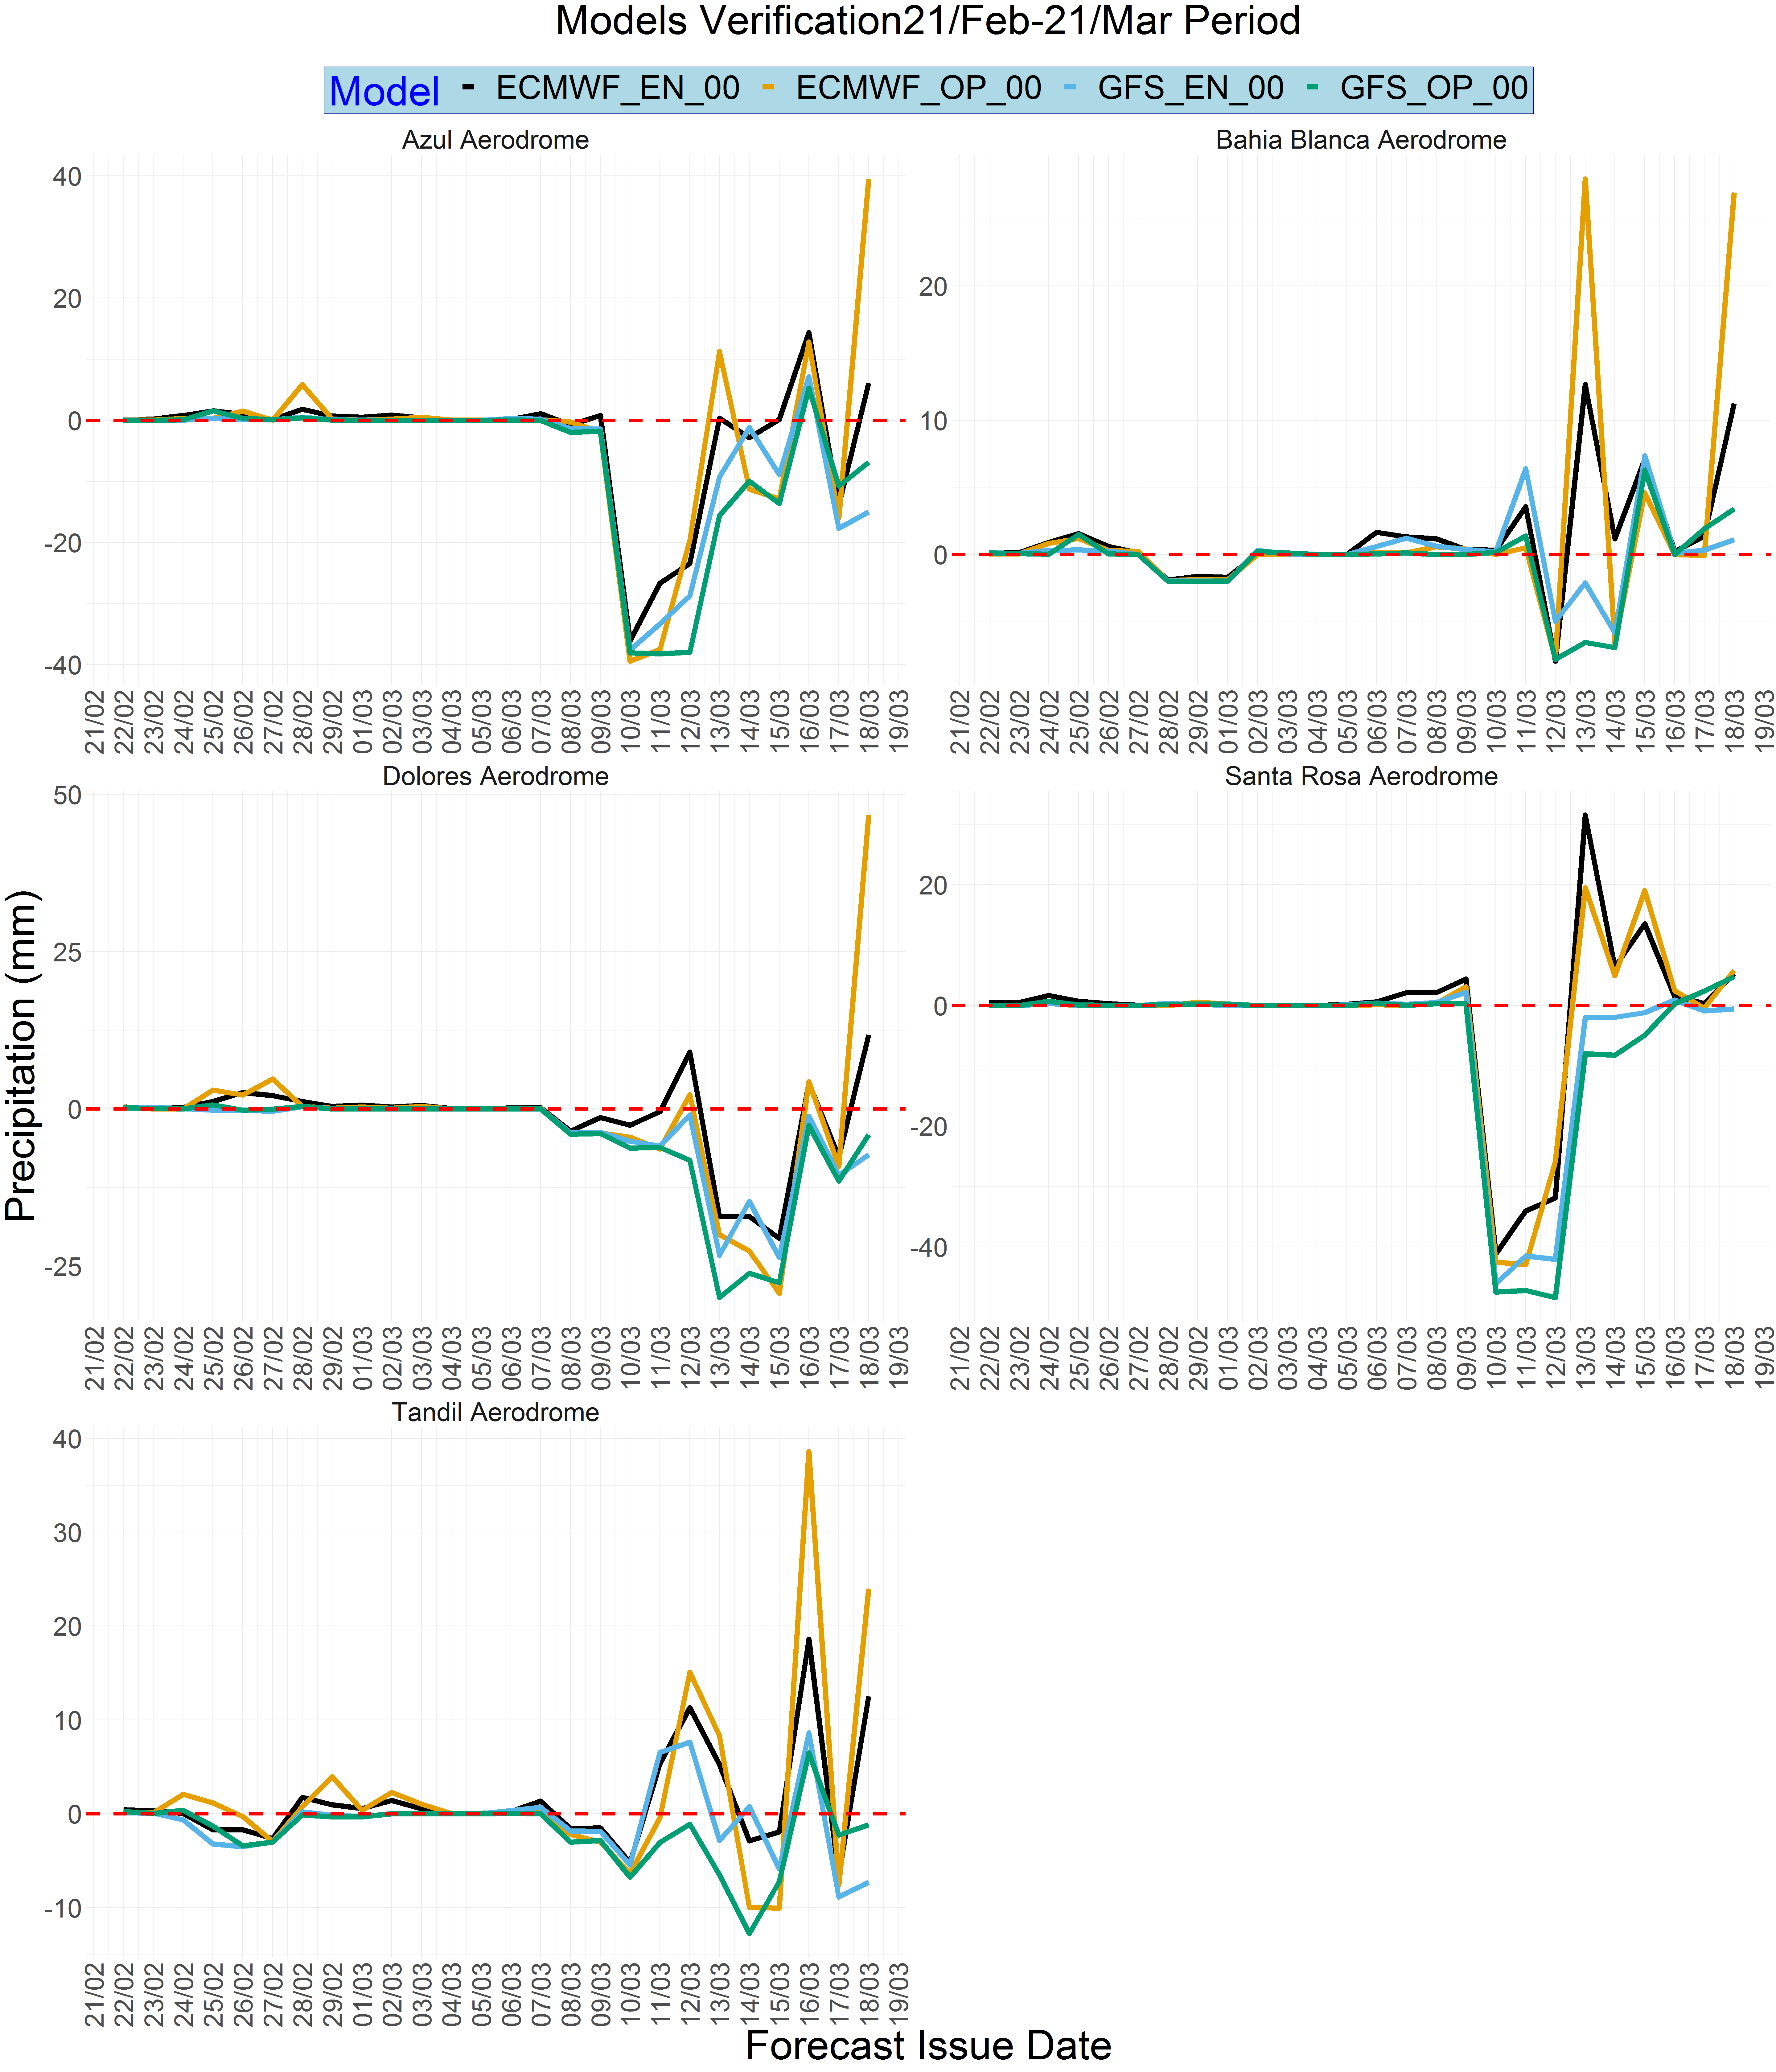 Models Verification21/Feb-21/Mar Period
Model ECMWF_EN_00 ECMWF_OP_00 GFS_EN_00 GFS_OP_00
Azul Aerodrome
40
20
0
-20
-40
21/02 22/02 23/02 24/02 25/02 26/02 27/02 28/02 29/02 01/03 02/03 03/03 04/03 05/03 06/03 07/03 08/03 09/03 10/03 11/03 12/03 13/03 14/03 15/03 16/03 17/03 18/03 19/03
Bahia Blanca Aerodrome
20
10
0
21/02 22/02 23/02 24/02 25/02 26/02 27/02 28/02 29/02 01/03 02/03 03/03 04/03 05/03 06/03 07/03 08/03 09/03 10/03 11/03 12/03 13/03 14/03 15/03 16/03 17/03 18/03 19/03
Precipitation (mm)
Dolores Aerodrome
50
25
0
-25
21/02 22/02 23/02 24/02 25/02 26/02 27/02 28/02 29/02 01/03 02/03 03/03 04/03 05/03 06/03 07/03 08/03 09/03 10/03 11/03 12/03 13/03 14/03 15/03 16/03 17/03 18/03 19/03
Santa Rosa Aerodrome
20
0
-20
-40
21/02 22/02 23/02 24/02 25/02 26/02 27/02 28/02 29/02 01/03 02/03 03/03 04/03 05/03 06/03 07/03 08/03 09/03 10/03 11/03 12/03 13/03 14/03 15/03 16/03 17/03 18/03 19/03
Tandil Aerodrome
40
30
20
10
0
-10
21/02 22/02 23/02 24/02 25/02 26/02 27/02 28/02 29/02 01/03 02/03 03/03 04/03 05/03 06/03 07/03 08/03 09/03 10/03 11/03 12/03 13/03 14/03 15/03 16/03 17/03 18/03 19/03
Forecast Issue Date